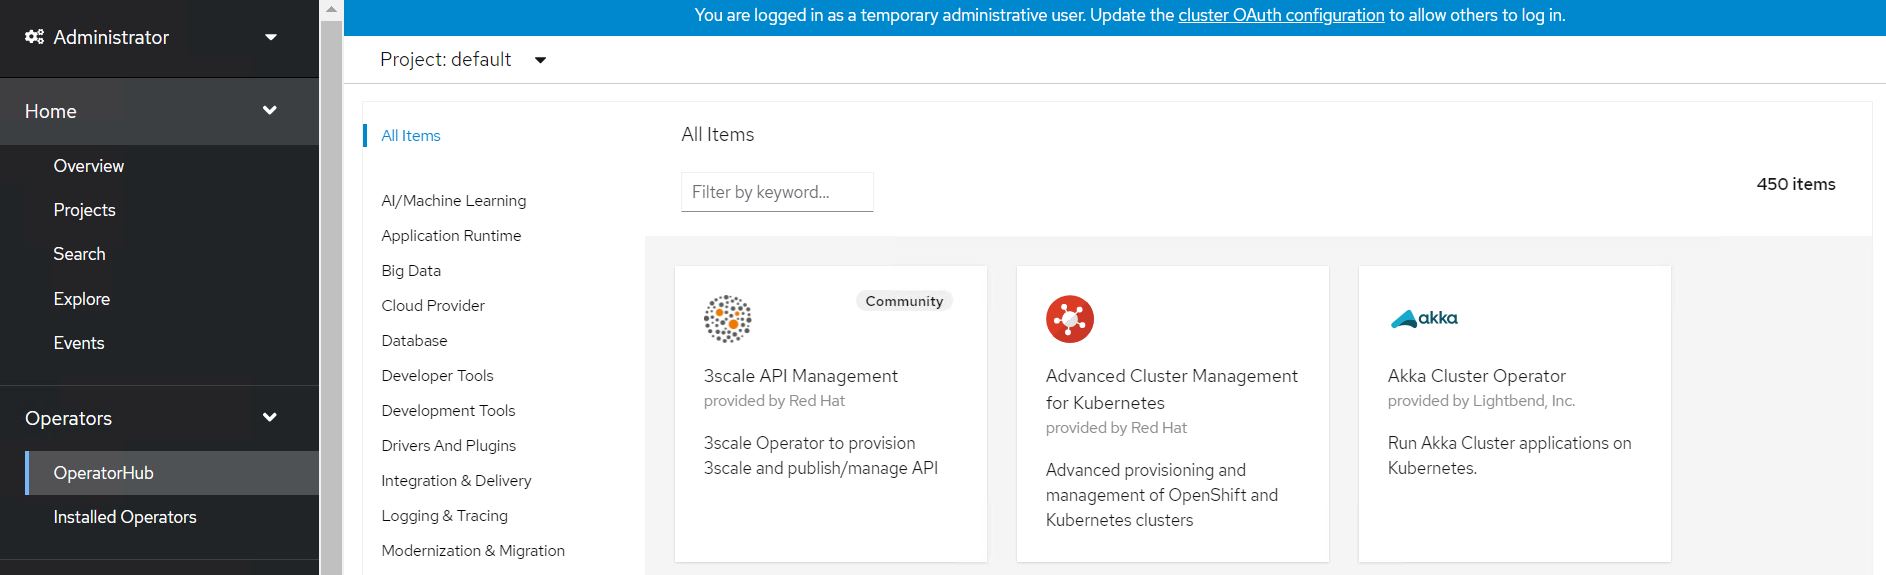 You are logged in as a temporary administrative user. Update the cluster OAuth configuration to allow others to log in.
Administrator
Home
Overview
Projects
Search
Explore
Events
Operators
OperatorHub
Installed Operators
Project: default
All Items
AI/Machine Learning
Application Runtime
Big Data
Cloud Provider
Database
Developer Tools
Development Tools
Drivers And Plugins
Integration & Delivery
Logging & Tracing
Modernization & Migration
All Items
Filter by keyword...
450 items
Community
3scale API Management
provided by Red Hat
3scale Operator to provision
3scale and publish/manage API
Advanced Cluster Management
for Kubernetes
provided by Red Hat
Advanced provisioning and
management of OpenShift and
Kubernetes clusters
akka
Akka Cluster Operator
provided by Lightbend, Inc.
Run Akka Cluster applications on
Kubernetes.